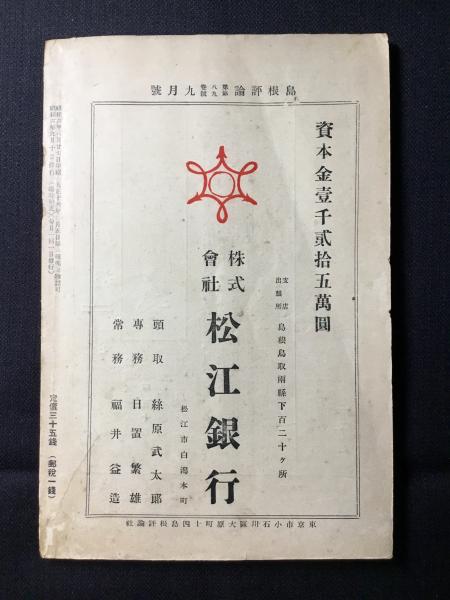 島根評論 第八卷 第九號 九月號
資本金壹千貳拾五萬圓
支店
出張所
島根鳥取兩縣下百二十ヶ所
株式
會社
松江銀行
松江市白潟本町
頭取 絲原武太郎
專務 日置繁雄
常務 福井益造
定價三十五錢 (郵稅一錢)
東京市小石川區大原町十四島根評論社